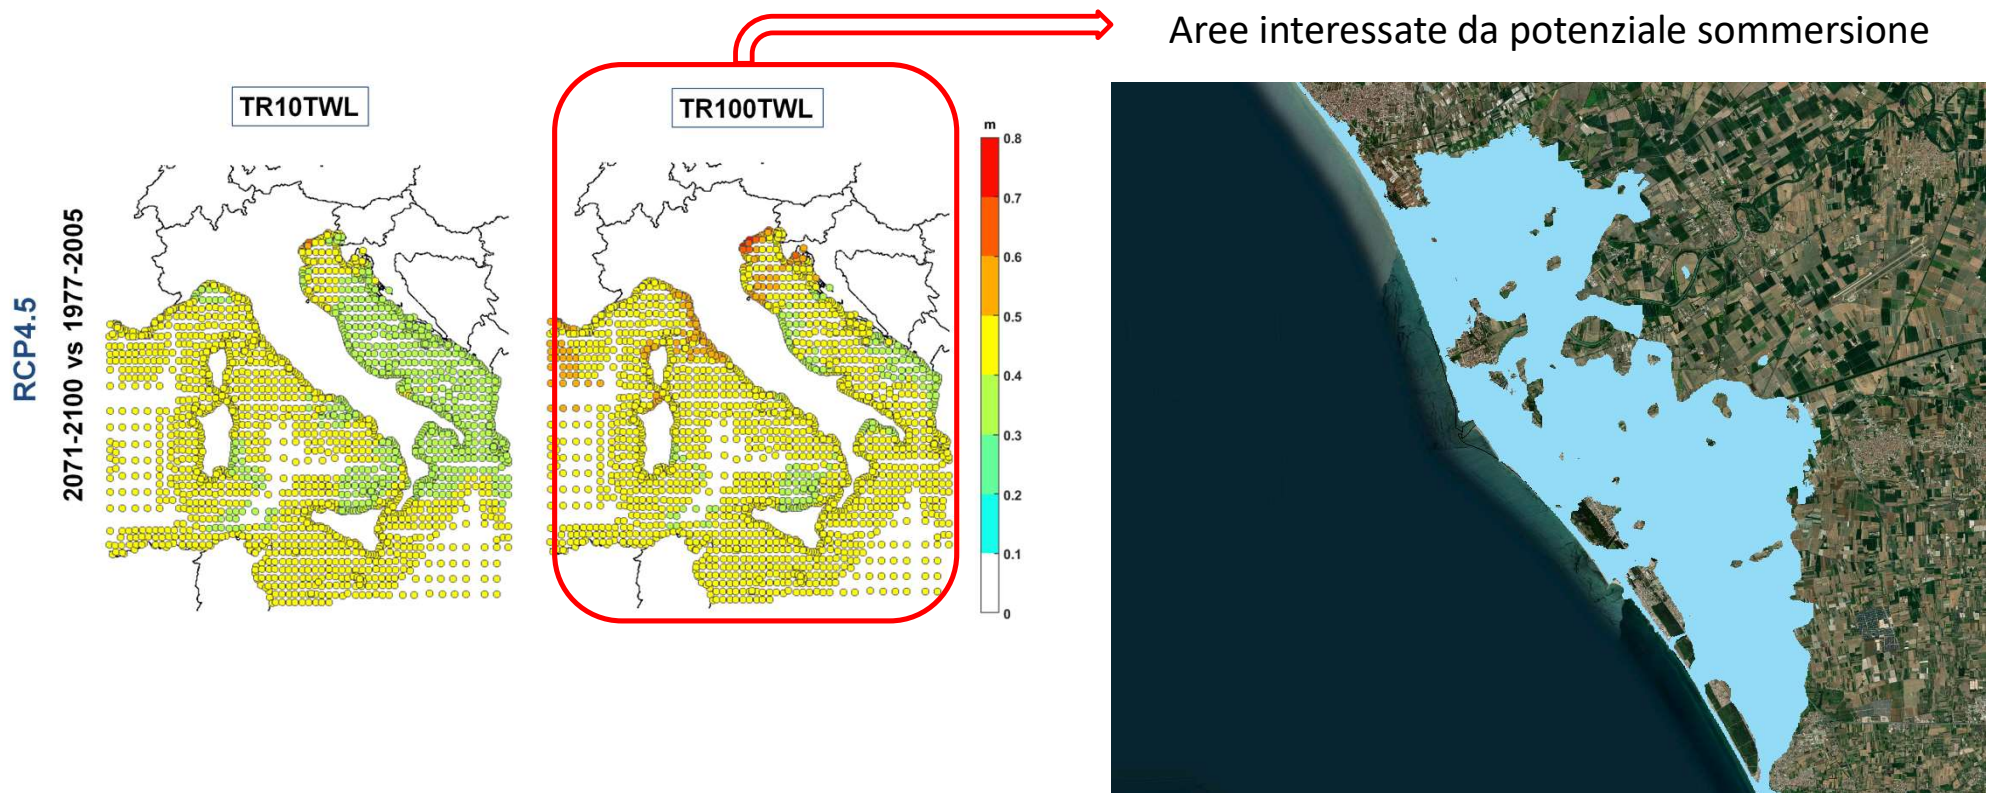 Aree interessate da potenziale sommersione
TR10TWL
TR100TWL
RCP4.5
2071-2100 vs 1977-2005
m
0.8
0.7
0.6
0.5
0.4
0.3
0.2
0.1
0